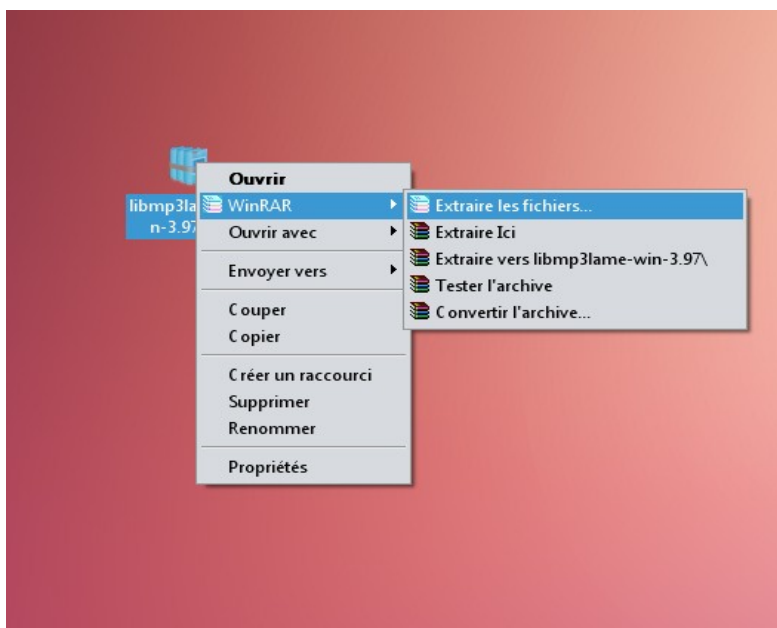 libmp3la
n-3.97
Ouvrir
WinRAR
Ouvrir avec
Envoyer vers
Couper
Copier
Créer un raccourci
Supprimer
Renommer
Propriétés
Extraire les fichiers...
Extraire Ici
Extraire vers libmp3lame-win-3.97\
Tester l'archive
Convertir l'archive...